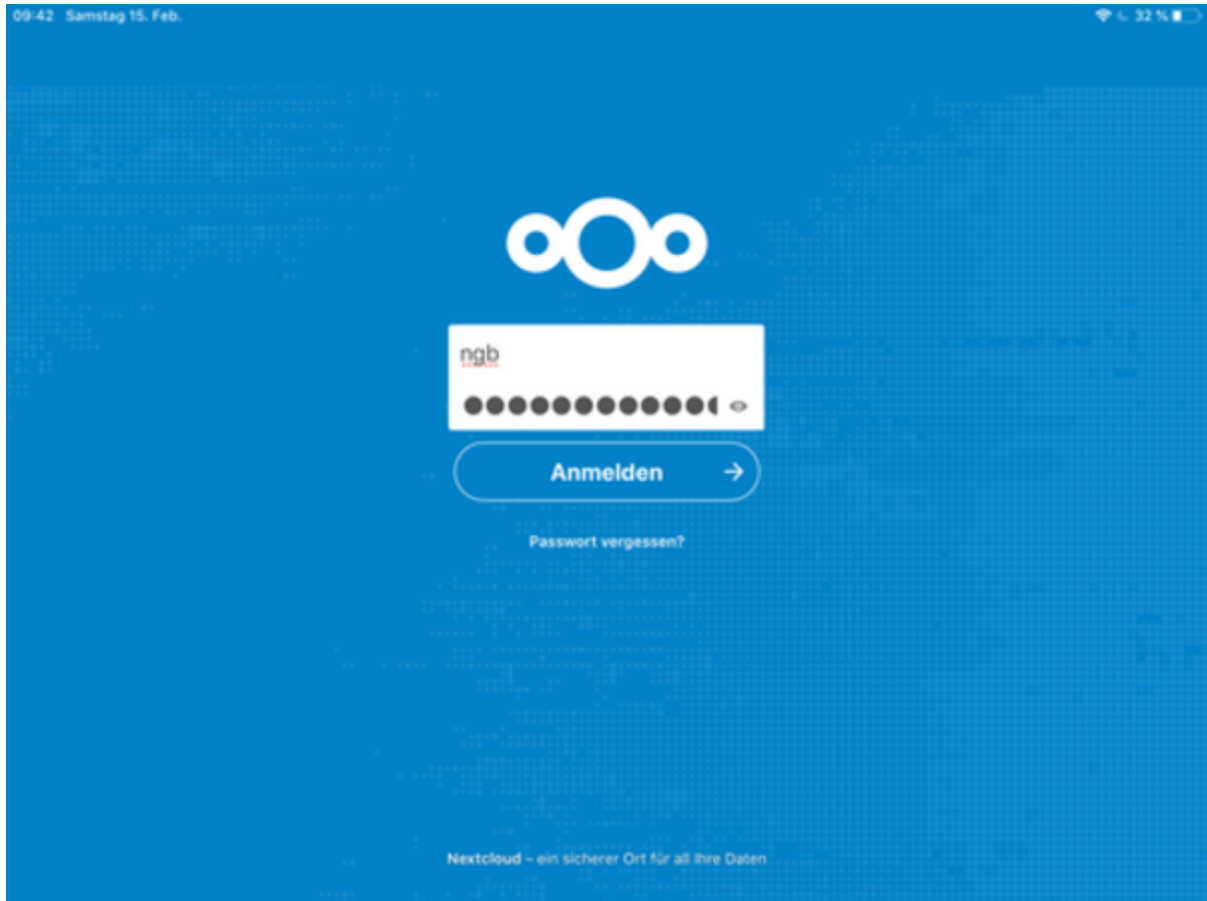 09:42 Samstag 15. Feb.
32 %
ngb
Anmelden
Passwort vergessen?
Nextcloud – ein sicherer Ort für all Ihre Daten